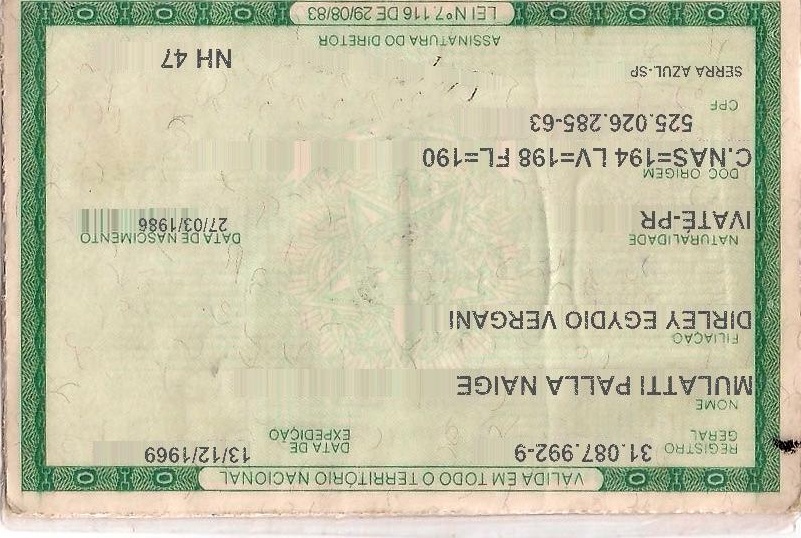 VÁLIDA EM TODO O TERRITÓRIO NACIONAL
REGISTRO GERAL 31.087.992-9 DATA DE EXPEDIÇÃO 13/12/1969
NOME
MULATTI PALLA NAIGE
FILIAÇÃO
DIRLEY EGYDIO VERGANI
NATURALIDADE DATA DE NASCIMENTO
IVATÉ-PR 27/03/1986
DOC ORIGEM
C.NAS=194 LV=198 FL=190
CPF 525.026.285-63
SERRA AZUL-SP NH 47
ASSINATURA DO DIRETOR
LEI Nº 7.116 DE 29/08/83